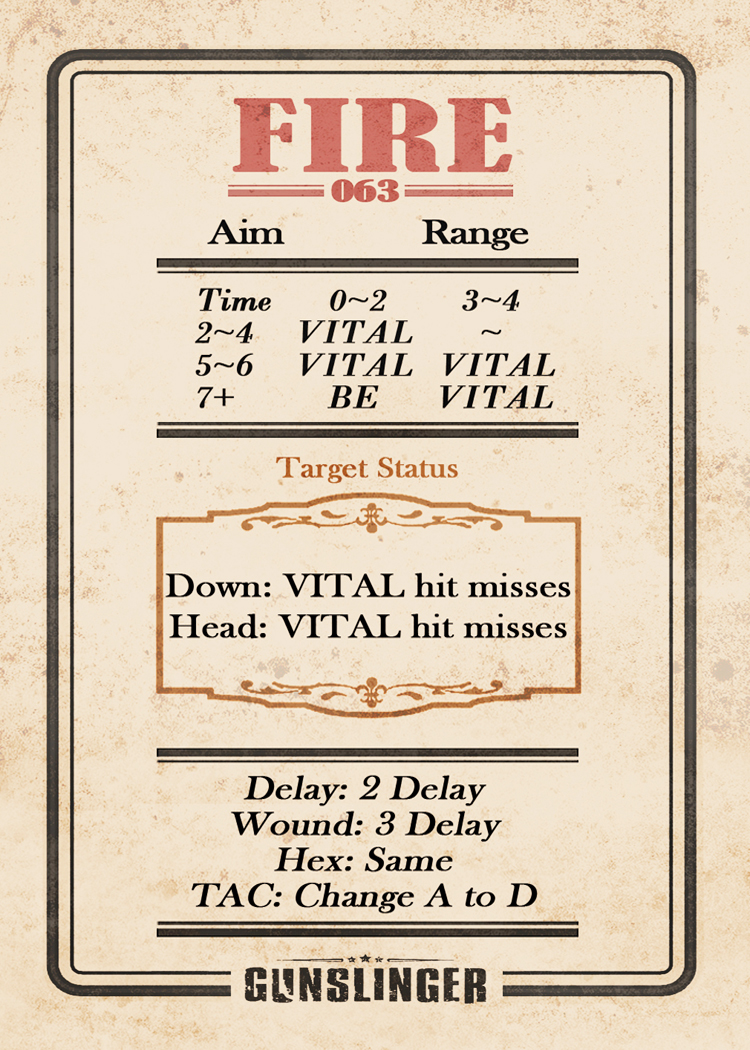 FIRE
063
Aim Range
Time 0~2 3~4
2~4 VITAL ~
5~6 VITAL VITAL
7+ BE VITAL
Target Status
Down: VITAL hit misses
Head: VITAL hit misses
Delay: 2 Delay
Wound: 3 Delay
Hex: Same
TAC: Change A to D
GUNSLINGER